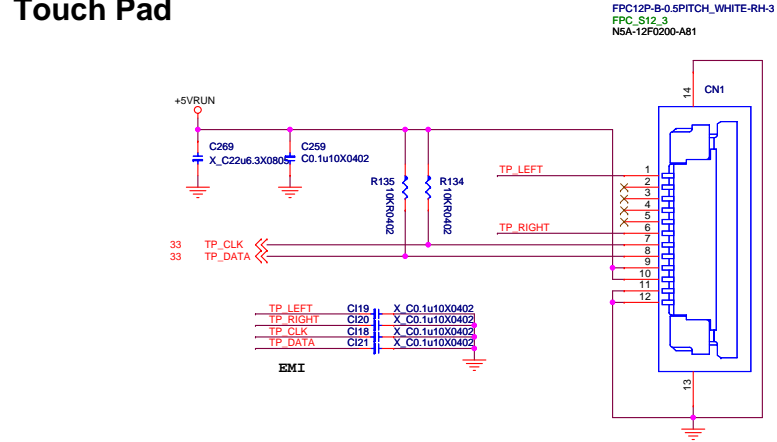 Touch Pad
FPC12P-B-0.5PITCH_WHITE-RH-3
FPC_S12_3
N5A-12F0200-A81
CN1
14
+5VRUN
C269
X_C22u6.3X0805
C259
C0.1u10X0402
R135
10KR0402
R134
10KR0402
TP_LEFT
TP_RIGHT
1
2
3
4
5
6
7
8
9
10
11
12
33 TP_CLK
33 TP_DATA
TP_LEFT CI19 X_C0.1u10X0402
TP_RIGHT CI20 X_C0.1u10X0402
TP_CLK CI18 X_C0.1u10X0402
TP_DATA CI21 X_C0.1u10X0402
EMI
13